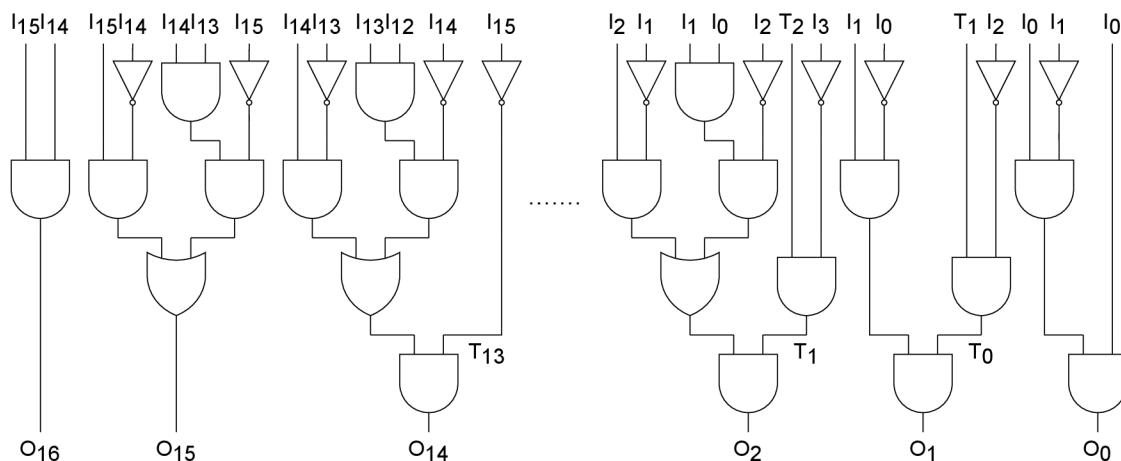 I15 I14 I15 I14 I14 I13 I15 I14 I13 I13 I12 I14 I15 I2 I1 I1 I0 I2 T2 I3 I1 I0 T1 I2 I0 I1 I0
.......
T13 T1 T0
O16 O15 O14 O2 O1 O0